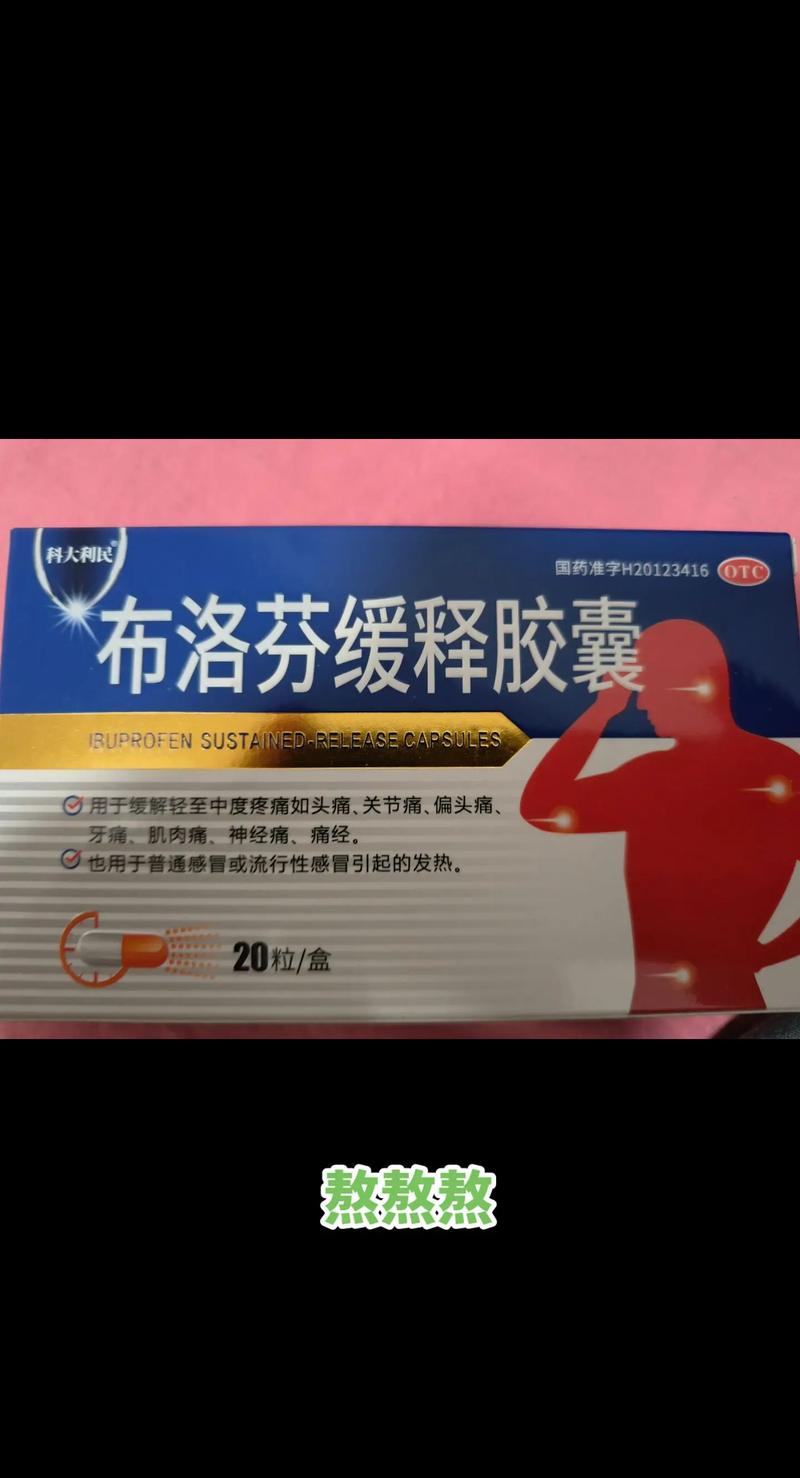 科大利民®
国药准字H20123416 OTC
布洛芬缓释胶囊
IBUPROFEN SUSTAINED-RELEASE CAPSULES
用于缓解轻至中度疼痛如头痛、关节痛、偏头痛、
牙痛、肌肉痛、神经痛、痛经。
也用于普通感冒或流行性感冒引起的发热。
20粒/盒
熬熬熬